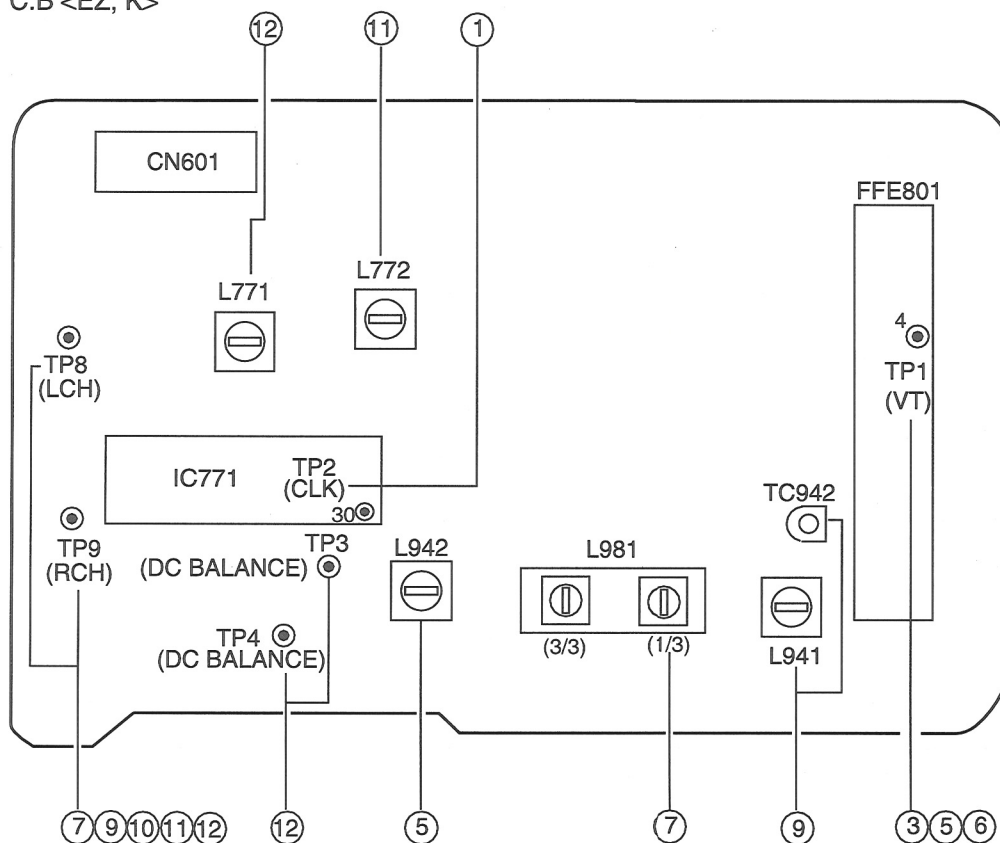 C.B <EZ, K>
⑫ ⑪ ①
CN601
FFE801
L771
L772
4
TP1
(VT)
TP8
(LCH)
IC771
TP2
(CLK)
30
TC942
TP9
(RCH)
TP3
(DC BALANCE)
L942
L981
TP4
(DC BALANCE)
(3/3)
(1/3)
L941
⑦ ⑨ ⑩ ⑪ ⑫ ⑫ ⑤ ⑦ ⑨ ③ ⑤ ⑥